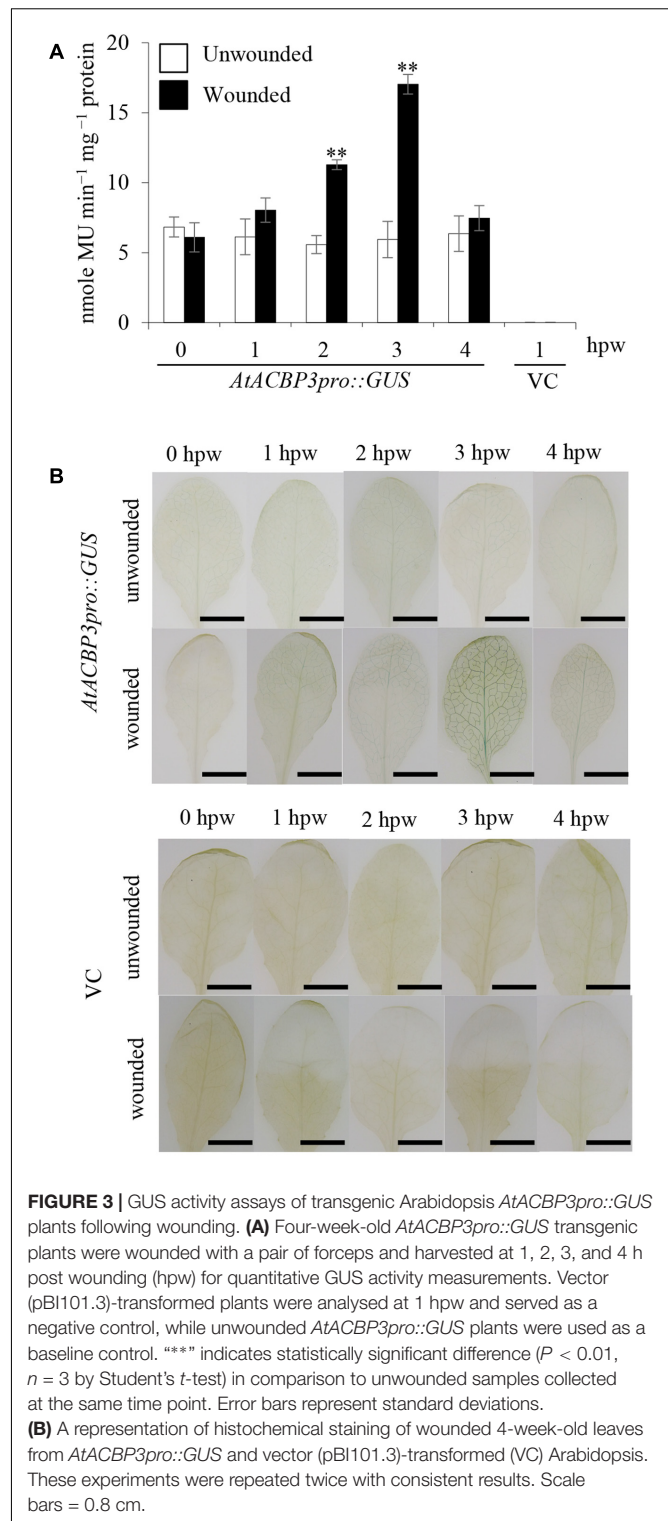 A
20
15
10
5
0
nmole MU min⁻¹ mg⁻¹ protein
Unwounded
Wounded
**
**
0 1 2 3 4 1 hpw
AtACBP3pro::GUS VC
B
0 hpw 1 hpw 2 hpw 3 hpw 4 hpw
AtACBP3pro::GUS
unwounded
wounded
0 hpw 1 hpw 2 hpw 3 hpw 4 hpw
VC
unwounded
wounded
FIGURE 3 | GUS activity assays of transgenic Arabidopsis AtACBP3pro::GUS
plants following wounding. (A) Four-week-old AtACBP3pro::GUS transgenic
plants were wounded with a pair of forceps and harvested at 1, 2, 3, and 4 h
post wounding (hpw) for quantitative GUS activity measurements. Vector
(pBI101.3)-transformed plants were analysed at 1 hpw and served as a
negative control, while unwounded AtACBP3pro::GUS plants were used as a
baseline control. “**” indicates statistically significant difference (P < 0.01,
n = 3 by Student’s t-test) in comparison to unwounded samples collected
at the same time point. Error bars represent standard deviations.
(B) A representation of histochemical staining of wounded 4-week-old leaves
from AtACBP3pro::GUS and vector (pBI101.3)-transformed (VC) Arabidopsis.
These experiments were repeated twice with consistent results. Scale
bars = 0.8 cm.